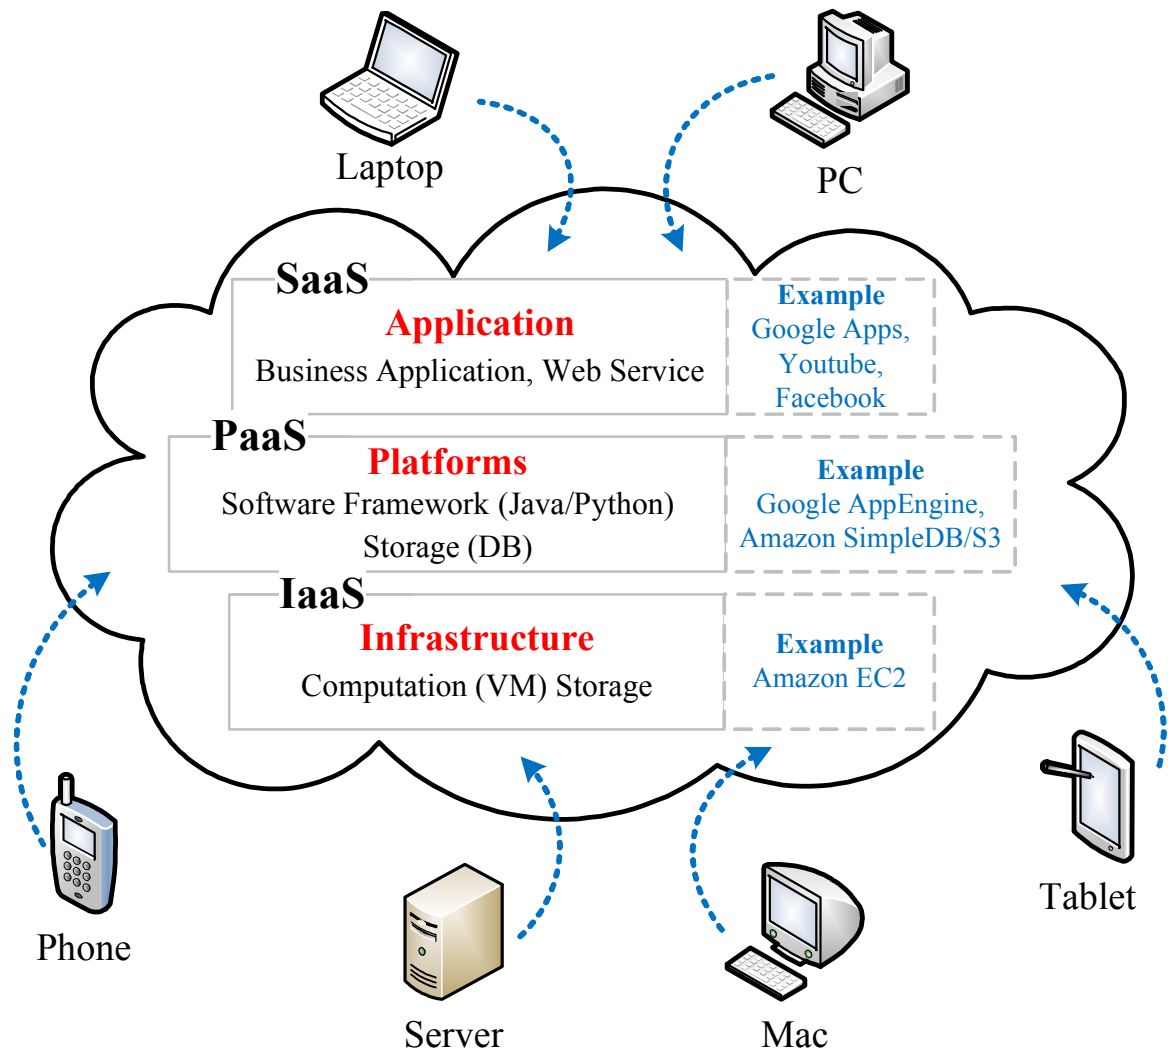 Laptop
PC
SaaS
Application
Business Application, Web Service
Example
Google Apps,
Youtube,
Facebook
PaaS
Platforms
Software Framework (Java/Python)
Storage (DB)
Example
Google AppEngine,
Amazon SimpleDB/S3
IaaS
Infrastructure
Computation (VM) Storage
Example
Amazon EC2
Phone
Server
Mac
Tablet